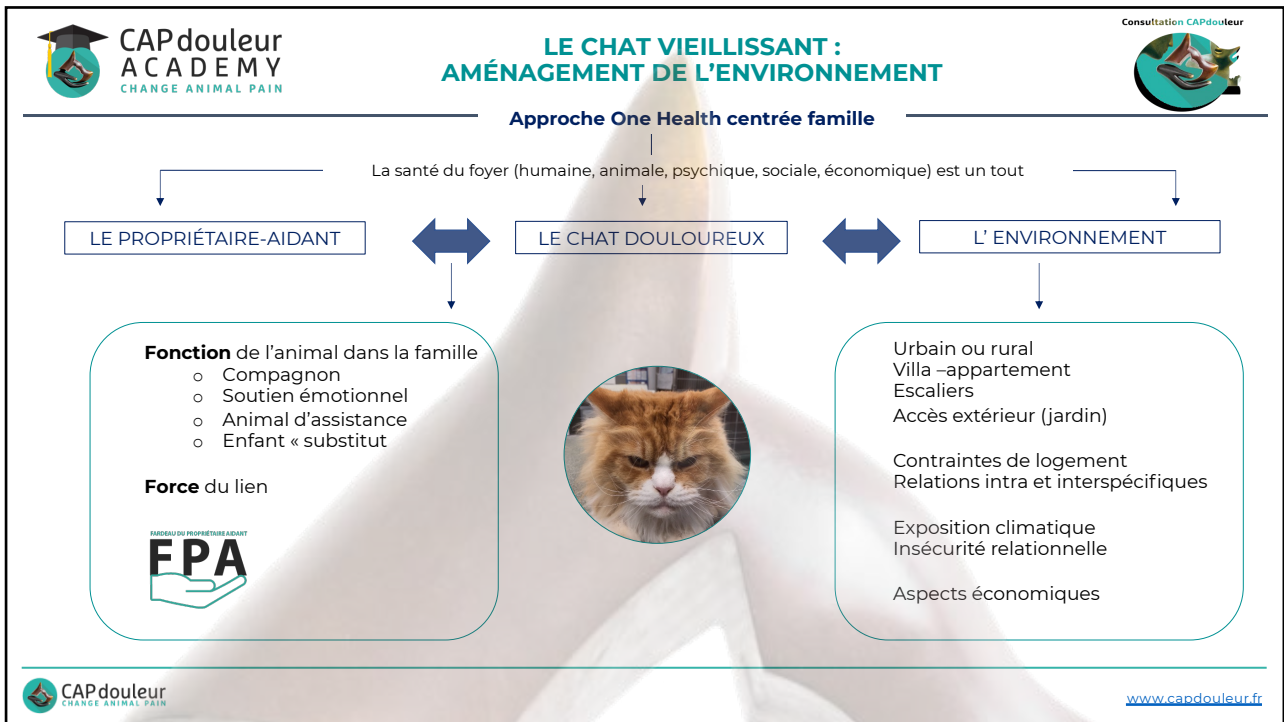 CAPdouleur
ACADEMY
CHANGE ANIMAL PAIN
LE CHAT VIEILLISSANT :
AMÉNAGEMENT DE L'ENVIRONNEMENT
Consultation CAPdouleur
Approche One Health centrée famille
La santé du foyer (humaine, animale, psychique, sociale, économique) est un tout
LE PROPRIÉTAIRE-AIDANT
LE CHAT DOULOUREUX
L' ENVIRONNEMENT
Fonction de l'animal dans la famille
o Compagnon
o Soutien émotionnel
o Animal d'assistance
o Enfant « substitut
Force du lien
FARDEAU DU PROPRIÉTAIRE AIDANT
FPA
Urbain ou rural
Villa –appartement
Escaliers
Accès extérieur (jardin)
Contraintes de logement
Relations intra et interspécifiques
Exposition climatique
Insécurité relationnelle
Aspects économiques
CAPdouleur
CHANGE ANIMAL PAIN
www.capdouleur.fr